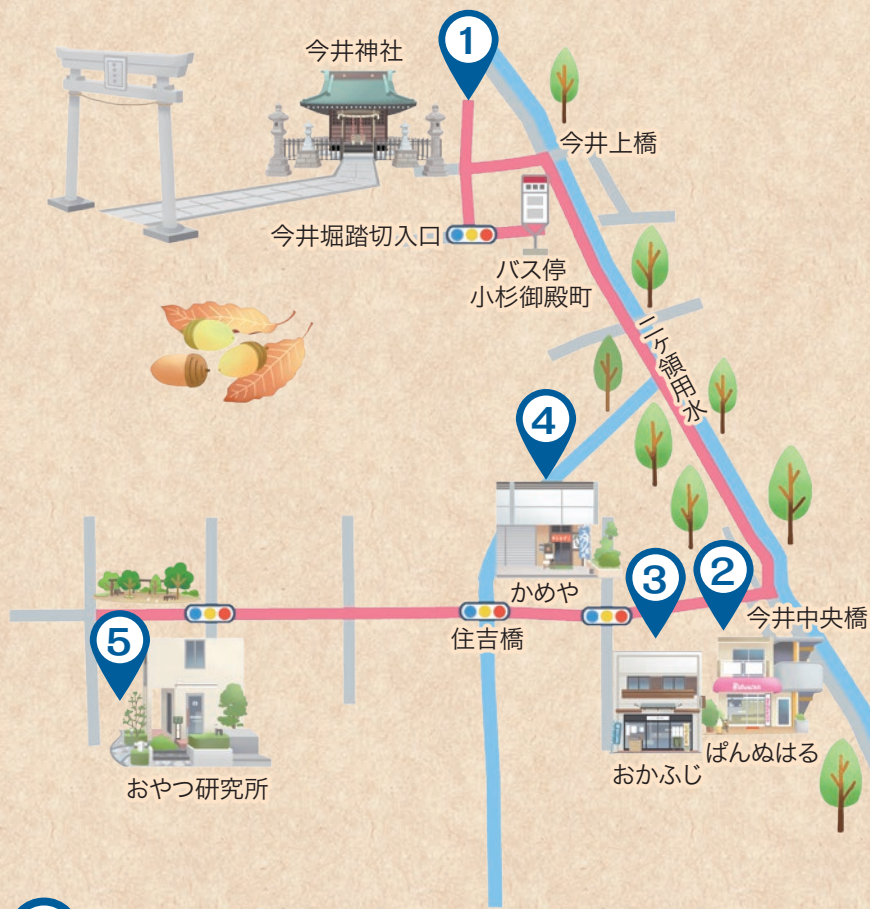 1
今井神社
今井上橋
今井堀踏切入口
バス停
小杉御殿町
二ヶ領用水
4
かめや
3
2
今井中央橋
住吉橋
5
おかふじ
ぱんぬはる
おやつ研究所